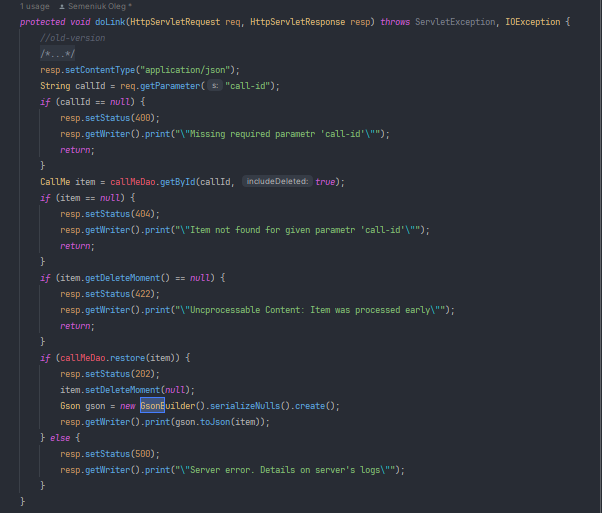 1 usage Semeniuk Oleg *
protected void doLink(HttpServletRequest req, HttpServletResponse resp) throws ServletException, IOException {
//old-version
/*...*/
resp.setContentType("application/json");
String callId = req.getParameter( s: "call-id");
if (callId == null) {
resp.setStatus(400);
resp.getWriter().print("\"Missing required parametr 'call-id'\"");
return;
}
CallMe item = callMeDao.getById(callId, includeDeleted: true);
if (item == null) {
resp.setStatus(404);
resp.getWriter().print("\"Item not found for given parametr 'call-id'\"");
return;
}
if (item.getDeleteMoment() == null) {
resp.setStatus(422);
resp.getWriter().print("\"Uncprocessable Content: Item was processed early\"");
return;
}
if (callMeDao.restore(item)) {
resp.setStatus(202);
item.setDeleteMoment(null);
Gson gson = new GsonBuilder().serializeNulls().create();
resp.getWriter().print(gson.toJson(item));
} else {
resp.setStatus(500);
resp.getWriter().print("\"Server error. Details on server's logs\"");
}
}